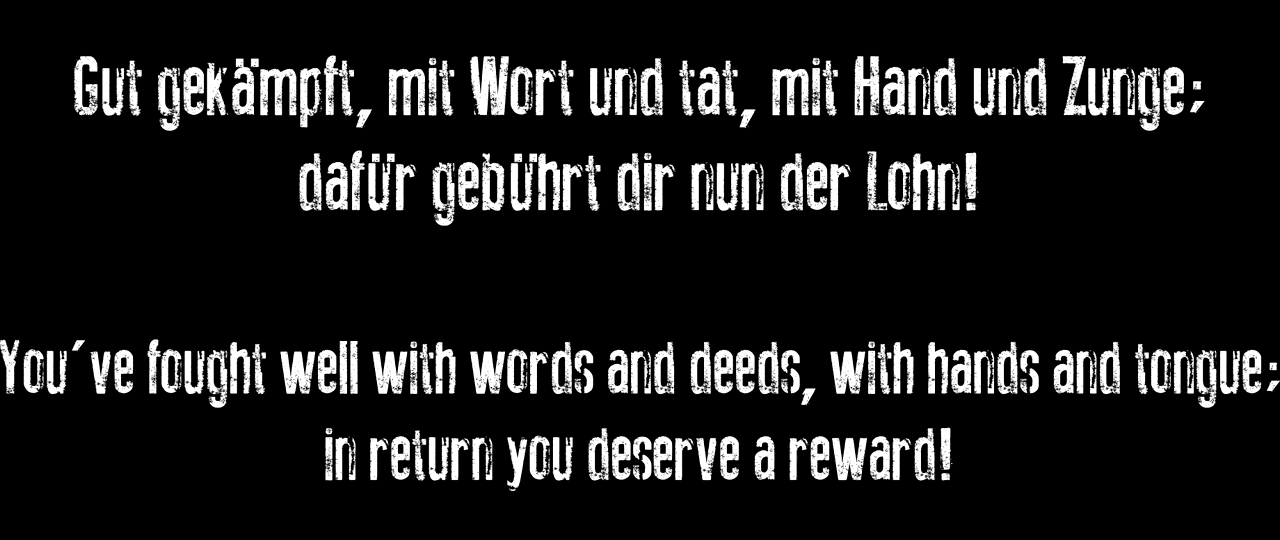 Gut gekämpft, mit Wort und tat, mit Hand und Zunge;
dafür gebührt dir nun der Lohn!
You´ve fought well with words and deeds, with hands and tongue;
in return you deserve a reward!